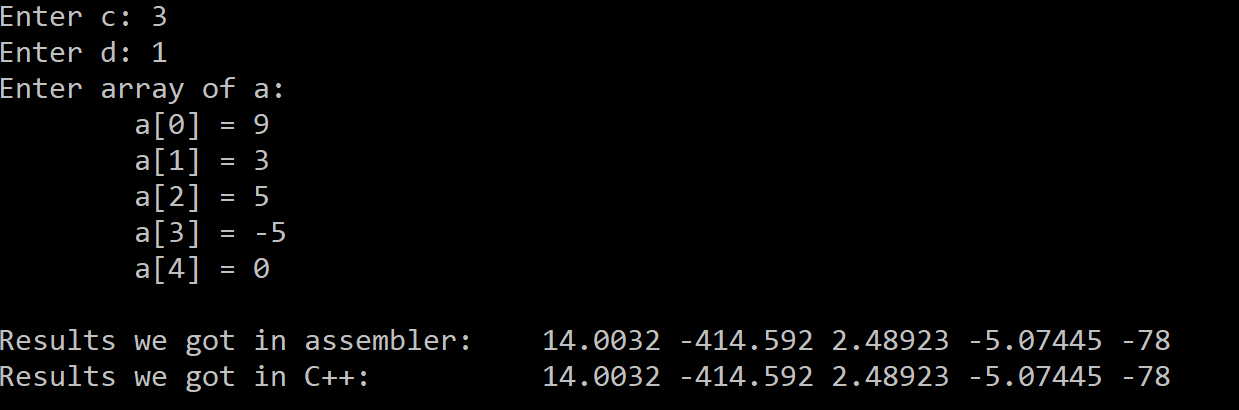 Enter c: 3
Enter d: 1
Enter array of a:
a[0] = 9
a[1] = 3
a[2] = 5
a[3] = -5
a[4] = 0
Results we got in assembler: 14.0032 -414.592 2.48923 -5.07445 -78
Results we got in C++: 14.0032 -414.592 2.48923 -5.07445 -78